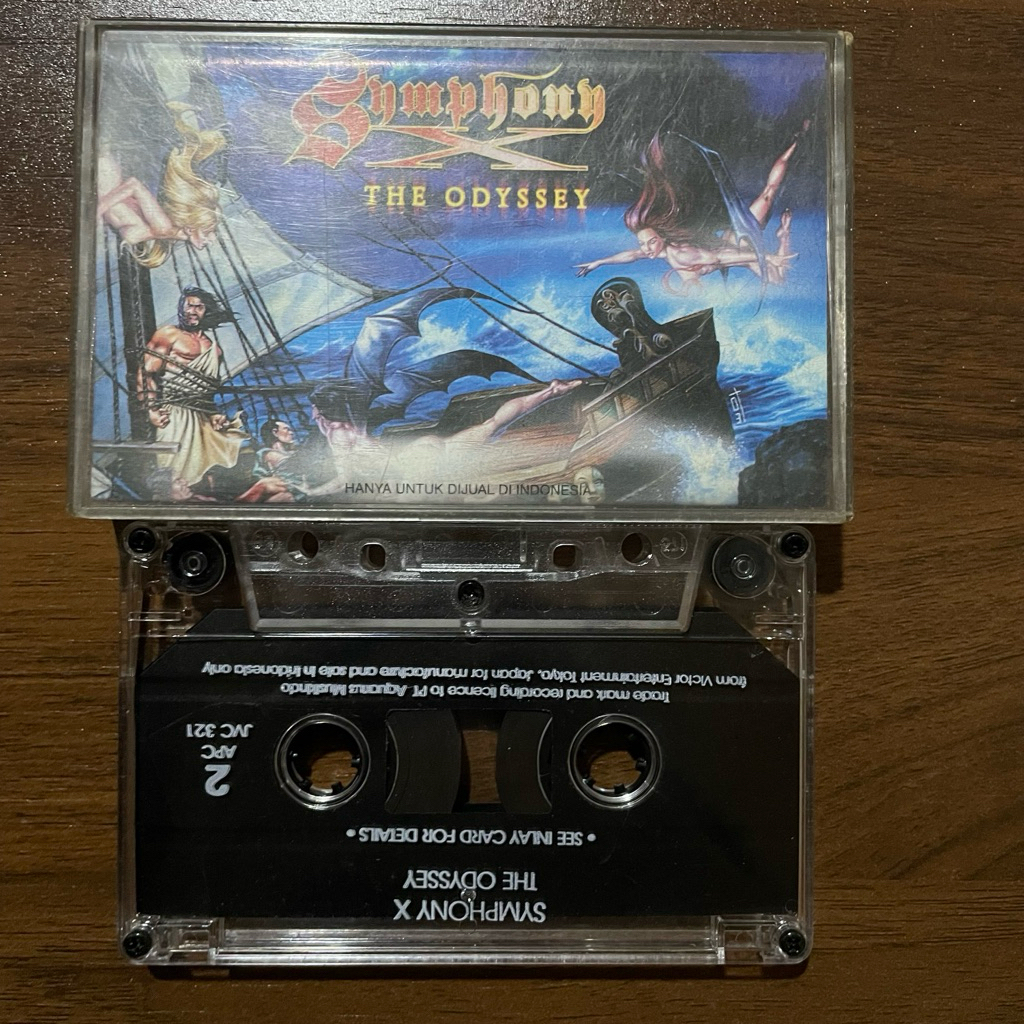 Symphony
X
THE ODYSSEY
HANYA UNTUK DIJUAL DI INDONESIA
SYMPHONY X
THE ODYSSEY
• SEE INLAY CARD FOR DETAILS •
2
APC
JVC 321
Trade mark and recording licence to PT. Aquarius Musikindo
from Victor Entertainment Tokyo, Japan for manufacture and sale in Indonesia only